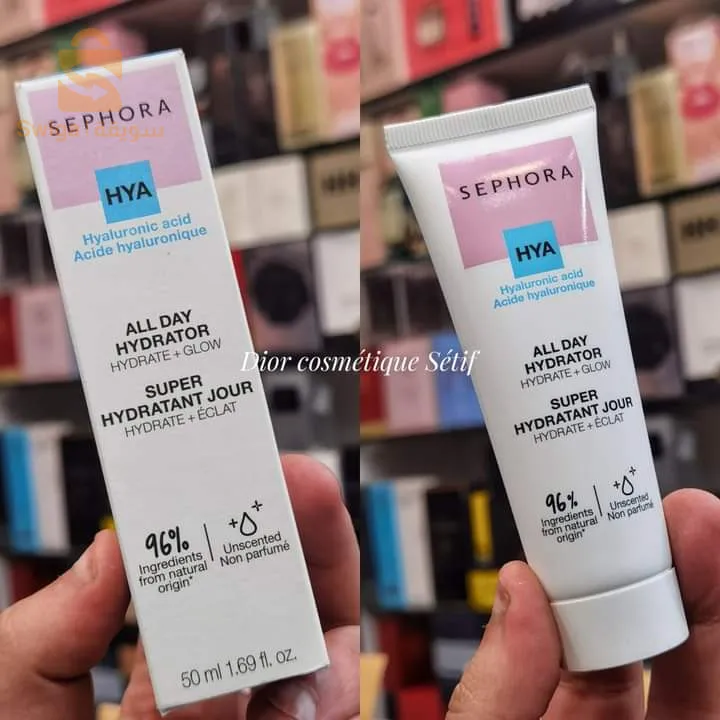 SEPHORA
HYA
Hyaluronic acid
Acide hyaluronique
ALL DAY
HYDRATOR
HYDRATE + GLOW
SUPER
HYDRATANT JOUR
HYDRATE + ÉCLAT
96%
Ingredients
from natural
origin*
Unscented
Non parfumé
50 ml 1.69 fl. oz.
SEPHORA
HYA
Hyaluronic acid
Acide hyaluronique
ALL DAY
HYDRATOR
HYDRATE + GLOW
SUPER
HYDRATANT JOUR
HYDRATE + ÉCLAT
96%
Ingredients
from natural
origin*
Unscented
Non parfumé
Dior cosmétique Sétif